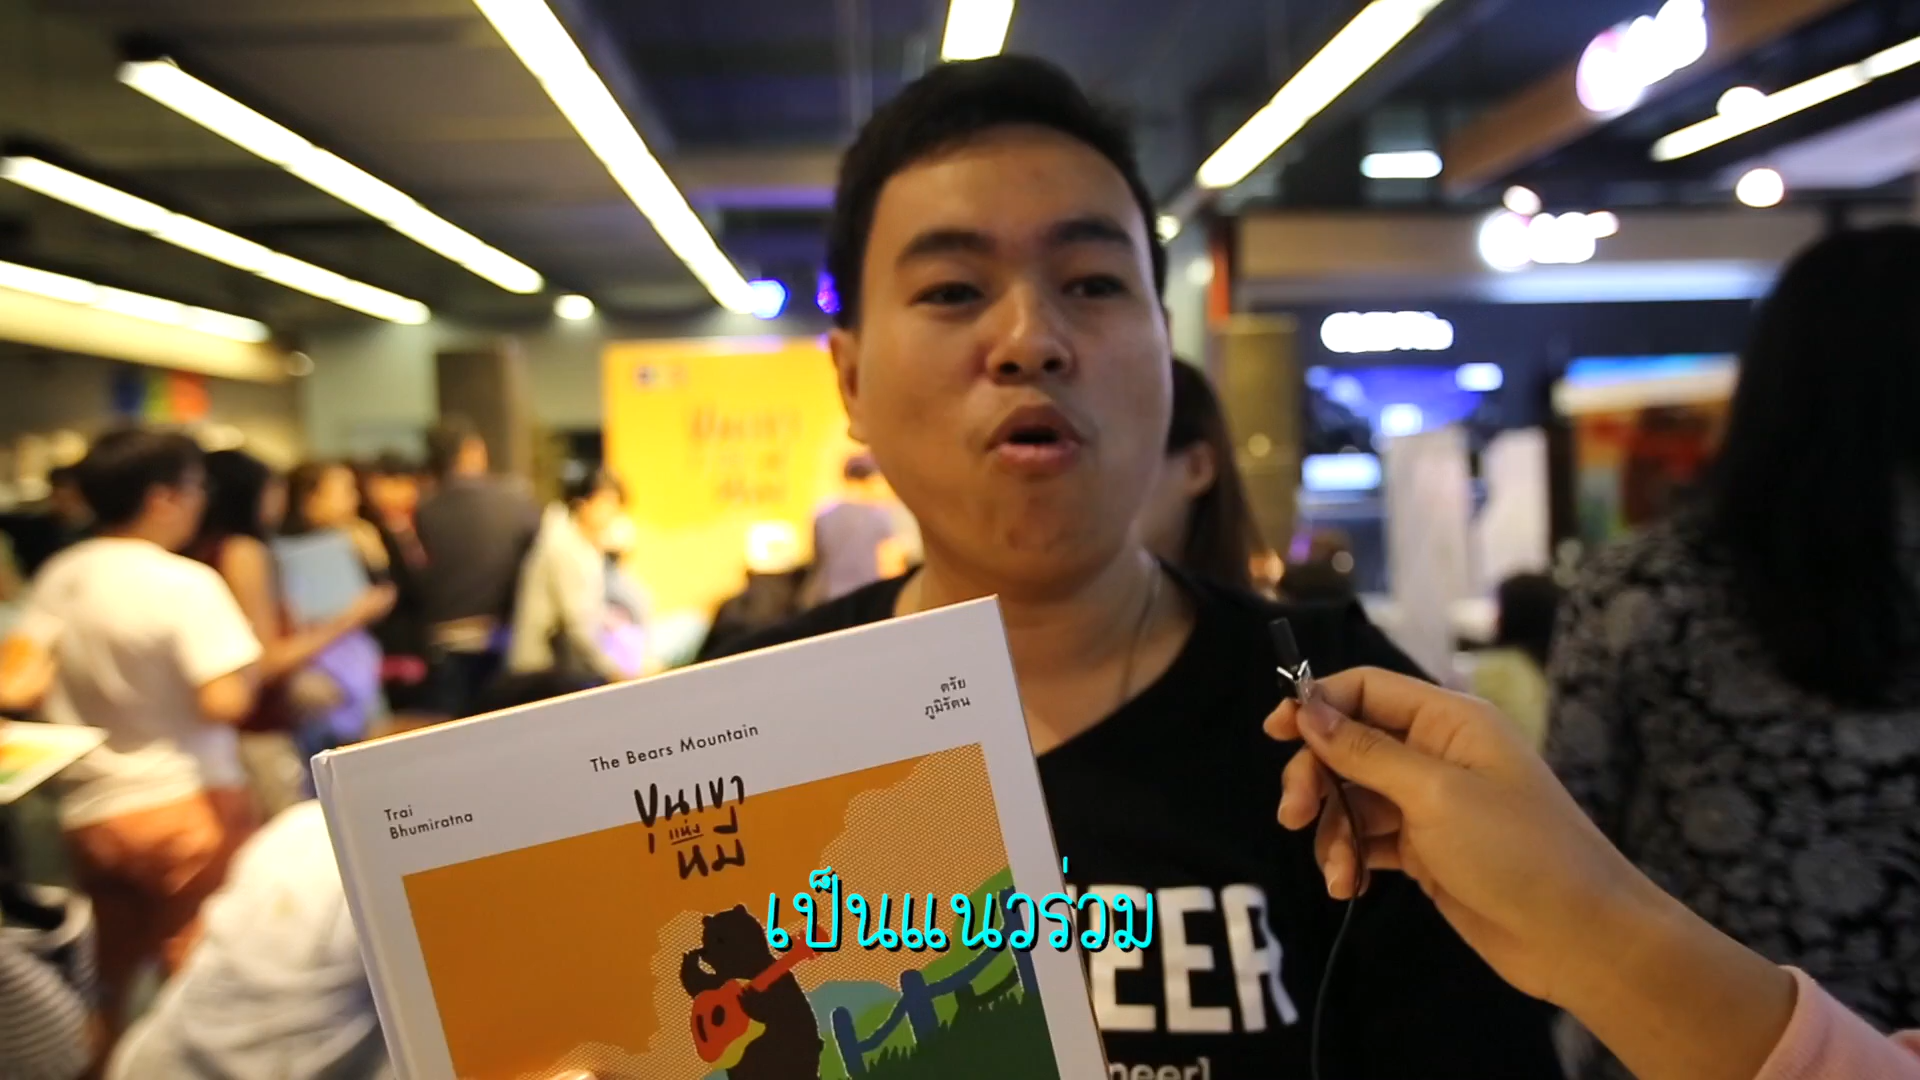 ตรัย
ภูมิรัตน
The Bears Mountain
Trai
Bhumiratna
ขุนเขา
แห่ง
หมี
เป็นแนวร่วม
EER
neer]